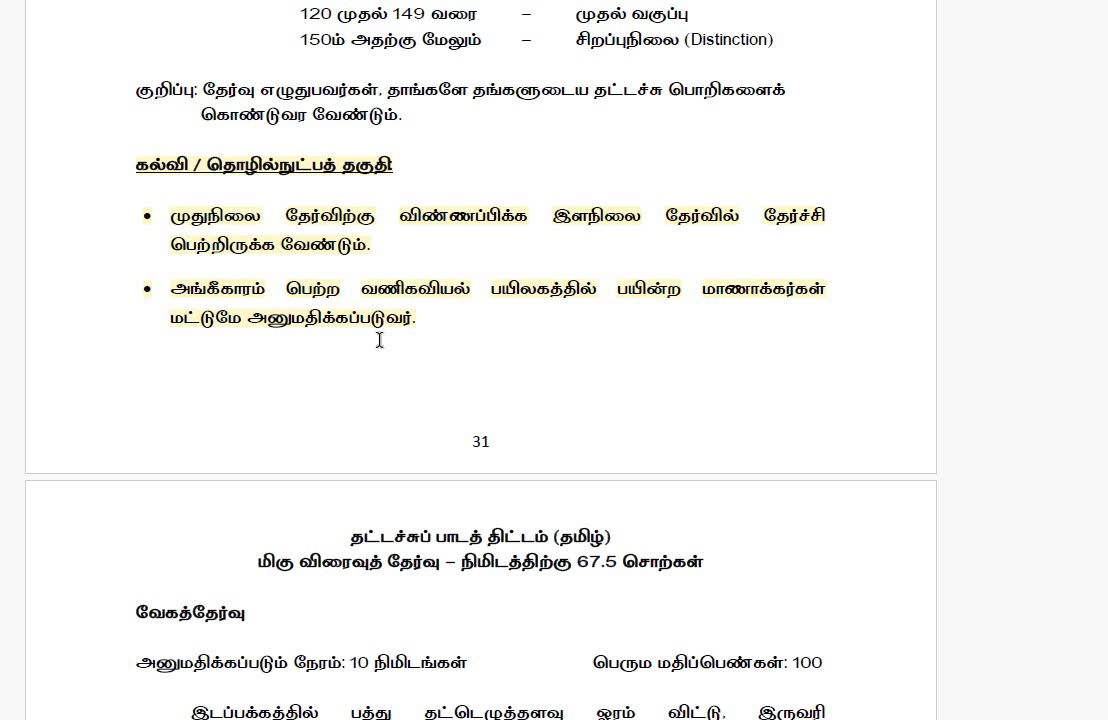 120 முதல் 149 வரை – முதல் வகுப்பு
150ம் அதற்கு மேலும் – சிறப்புநிலை (Distinction)
குறிப்பு: தேர்வு எழுதுபவர்கள், தாங்களே தங்களுடைய தட்டச்சு பொறிகளைக்
கொண்டுவர வேண்டும்.
கல்வி / தொழில்நுட்பத் தகுதி:
• முதுநிலை தேர்விற்கு விண்ணப்பிக்க இளநிலை தேர்வில் தேர்ச்சி
பெற்றிருக்க வேண்டும்.
• அங்கீகாரம் பெற்ற வணிகவியல் பயிலகத்தில் பயின்ற மாணாக்கர்கள்
மட்டுமே அனுமதிக்கப்படுவர்.
31
தட்டச்சுப் பாடத் திட்டம் (தமிழ்)
மிகு விரைவுத் தேர்வு – நிமிடத்திற்கு 67.5 சொற்கள்
வேகத்தேர்வு
அனுமதிக்கப்படும் நேரம்: 10 நிமிடங்கள் பெரும மதிப்பெண்கள்: 100
இடப்பக்கத்தில் பத்து தட்டெழுத்தளவு ஓரம் விட்டு, இருவரி